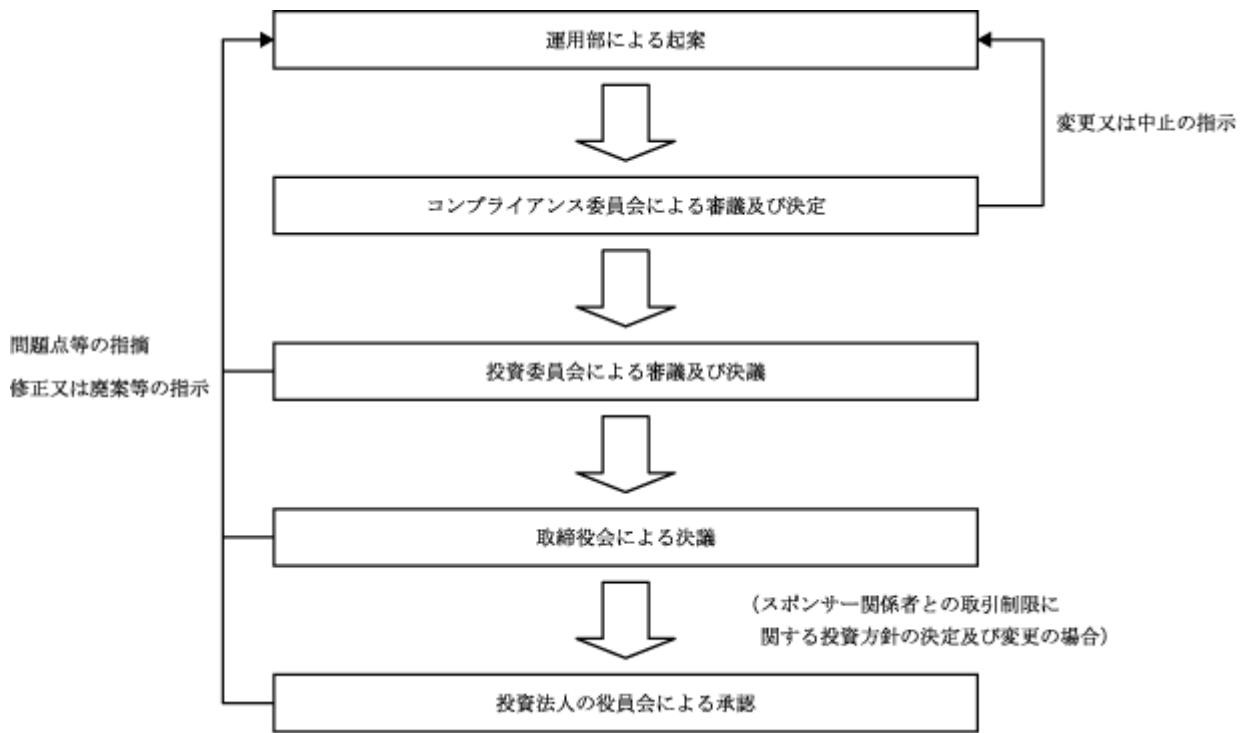 運用部による起案
変更又は中止の指示
コンプライアンス委員会による審議及び決定
問題点等の指摘
修正又は廃案等の指示
投資委員会による審議及び決議
取締役会による決議
(スポンサー関係者との取引制限に
関する投資方針の決定及び変更の場合)
投資法人の役員会による承認